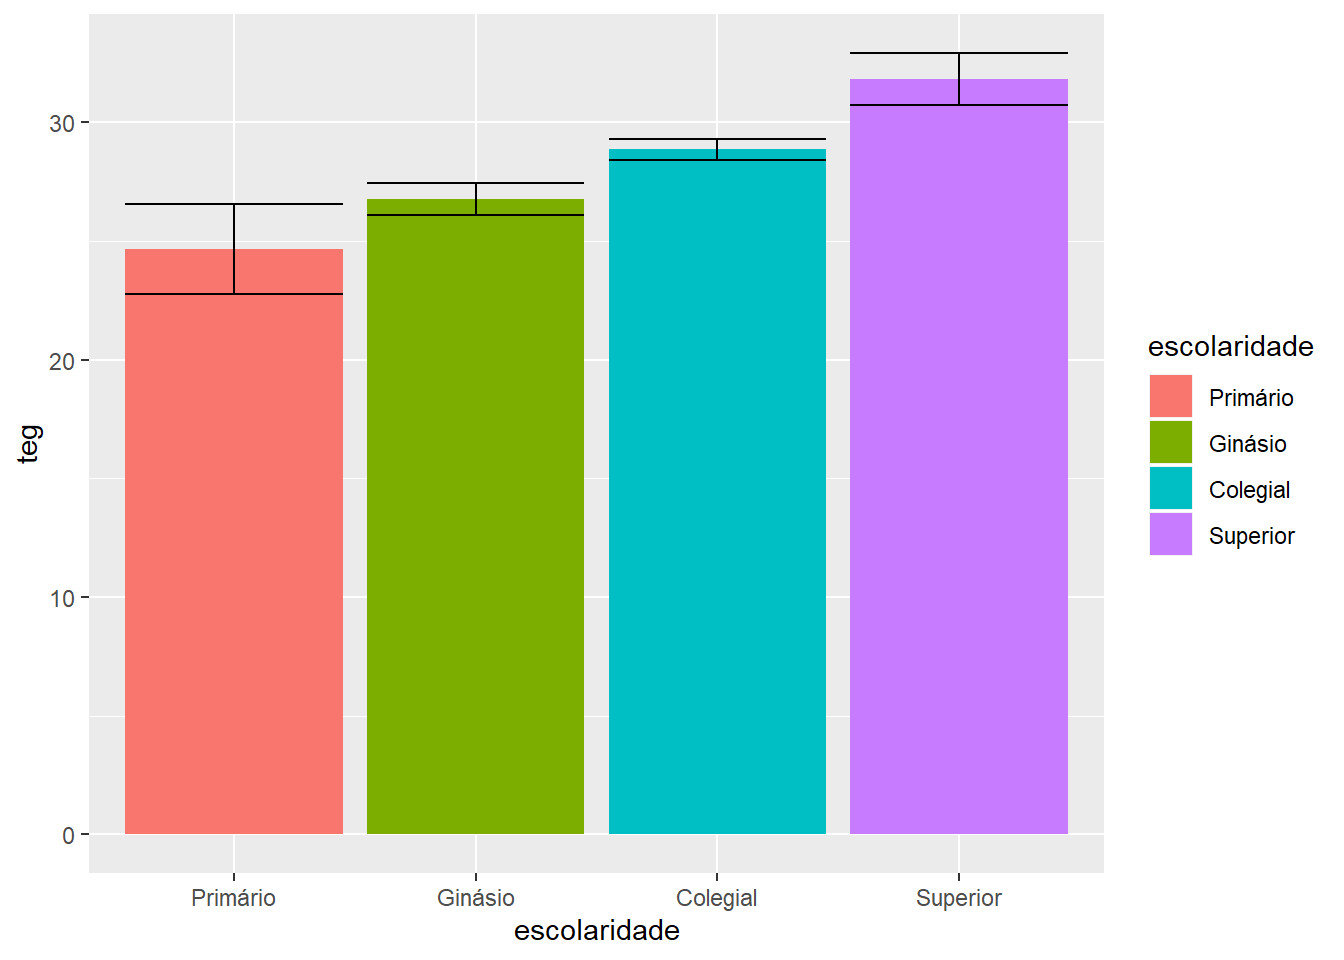 30
20
10
0
teg
Primário
Ginásio
Colegial
Superior
escolaridade
escolaridade
Primário
Ginásio
Colegial
Superior